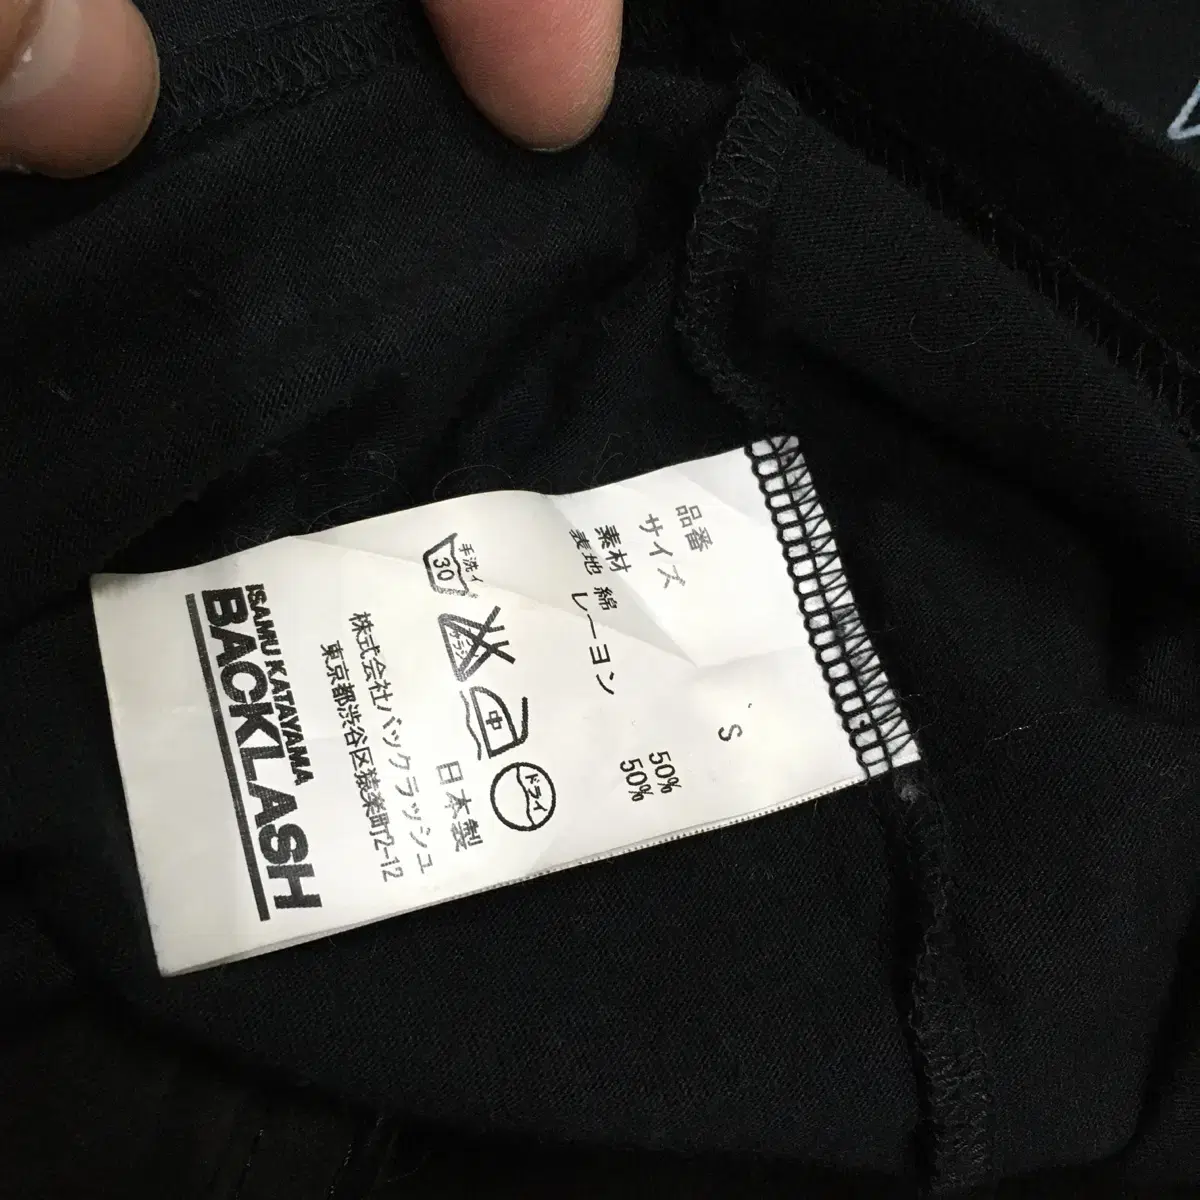 品番
サイズ S
素材
表地 綿 50%
レーヨン 50%
手洗イ
30
中
ドライ
日本製
株式会社バックラッシュ
東京都渋谷区猿楽町2-12
ISAMU KATAYAMA
BACKLASH